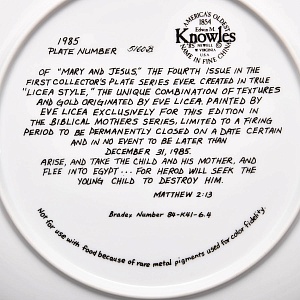 AMERICA'S OLDEST
1854
Edwin M.
Knowles
NEWELL
W. VIRGINIA
U.S.A.
NAME IN FINE CHINA
1985
PLATE NUMBER
OF "MARY AND JESUS," THE FOURTH ISSUE IN THE
FIRST COLLECTOR'S PLATE SERIES EVER CREATED IN TRUE
"LICEA STYLE," THE UNIQUE COMBINATION OF TEXTURES
AND GOLD ORIGINATED BY EVE LICEA. PAINTED BY
EVE LICEA EXCLUSIVELY FOR THIS EDITION IN
THE BIBLICAL MOTHERS SERIES, LIMITED TO A FIRING
PERIOD TO BE PERMANENTLY CLOSED ON A DATE CERTAIN
AND IN NO EVENT TO BE LATER THAN
DECEMBER 31, 1985.
ARISE, AND TAKE THE CHILD AND HIS MOTHER, AND
FLEE INTO EGYPT... FOR HEROD WILL SEEK THE
YOUNG CHILD TO DESTROY HIM.
MATTHEW 2:13
Bradex Number 84-K41-6.4
Not for use with food because of rare metal pigments used for color fidelity.